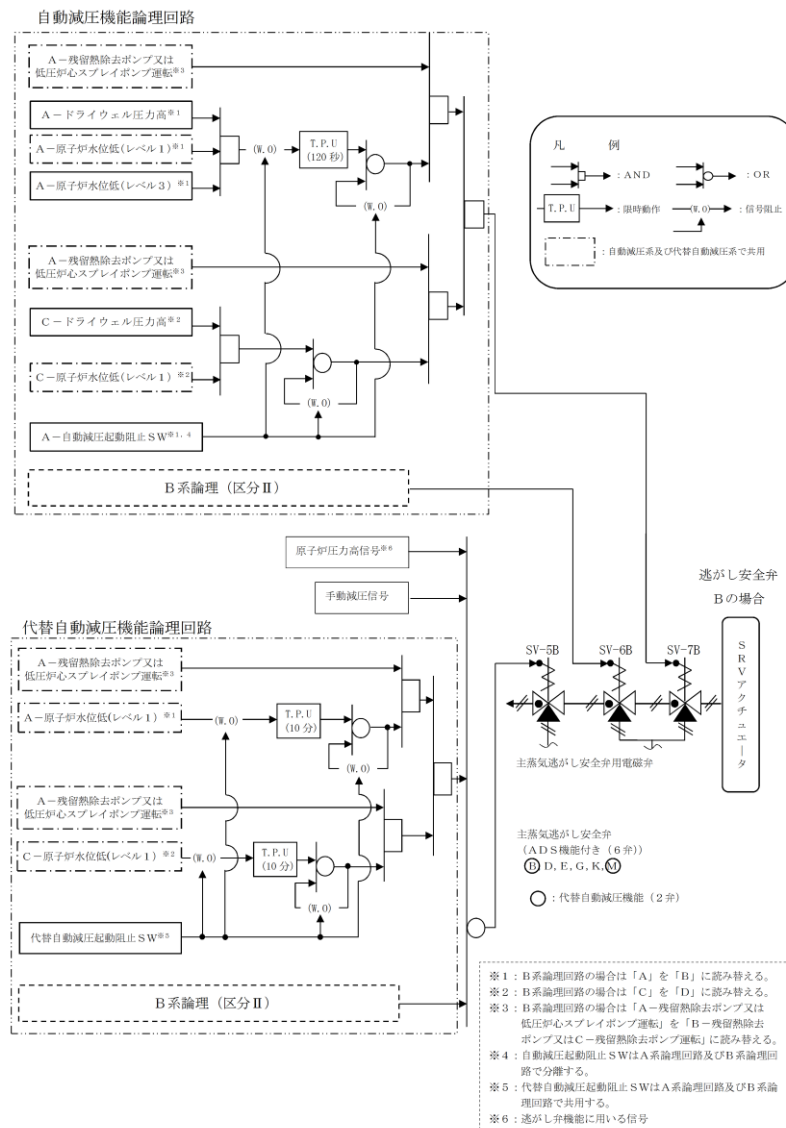 自動減圧機能論理回路
A－残留熱除去ポンプ又は
低圧炉心スプレイポンプ運転※3
A－ドライウェル圧力高※1
A－原子炉水位低(レベル1)※1
A－原子炉水位低(レベル3)※1
(W.O)
T.P.U
(120秒)
(W.O)
A－残留熱除去ポンプ又は
低圧炉心スプレイポンプ運転※3
C－ドライウェル圧力高※2
C－原子炉水位低(レベル1)※2
(W.O)
A－自動減圧起動阻止SW※1, 4
B系論理（区分Ⅱ）
凡　例
：AND
：OR
T.P.U
：限時動作
(W.O)
：信号阻止
：自動減圧系及び代替自動減圧系で共用
原子炉圧力高信号※6
手動減圧信号
代替自動減圧機能論理回路
A－残留熱除去ポンプ又は
低圧炉心スプレイポンプ運転※3
A－原子炉水位低(レベル1)※1
(W.O)
T.P.U
(10分)
(W.O)
A－残留熱除去ポンプ又は
低圧炉心スプレイポンプ運転※3
C－原子炉水位低(レベル1)※2
(W.O)
T.P.U
(10分)
(W.O)
代替自動減圧起動阻止SW※5
B系論理（区分Ⅱ）
逃がし安全弁
Bの場合
SV-5B
SV-6B
SV-7B
SRVアクチュエータ
主蒸気逃がし安全弁用電磁弁
主蒸気逃がし安全弁
（ADS機能付き（6弁））
B, D, E, G, K, M
：代替自動減圧機能（2弁）
※1：B系論理回路の場合は「A」を「B」に読み替える。
※2：B系論理回路の場合は「C」を「D」に読み替える。
※3：B系論理回路の場合は「A－残留熱除去ポンプ又は
低圧炉心スプレイポンプ運転」を「B－残留熱除去
ポンプ又はC－残留熱除去ポンプ運転」に読み替える。
※4：自動減圧起動阻止SWはA系論理回路及びB系論理回
路で分離する。
※5：代替自動減圧起動阻止SWはA系論理回路及びB系論
理回路で共用する。
※6：逃がし弁機能に用いる信号